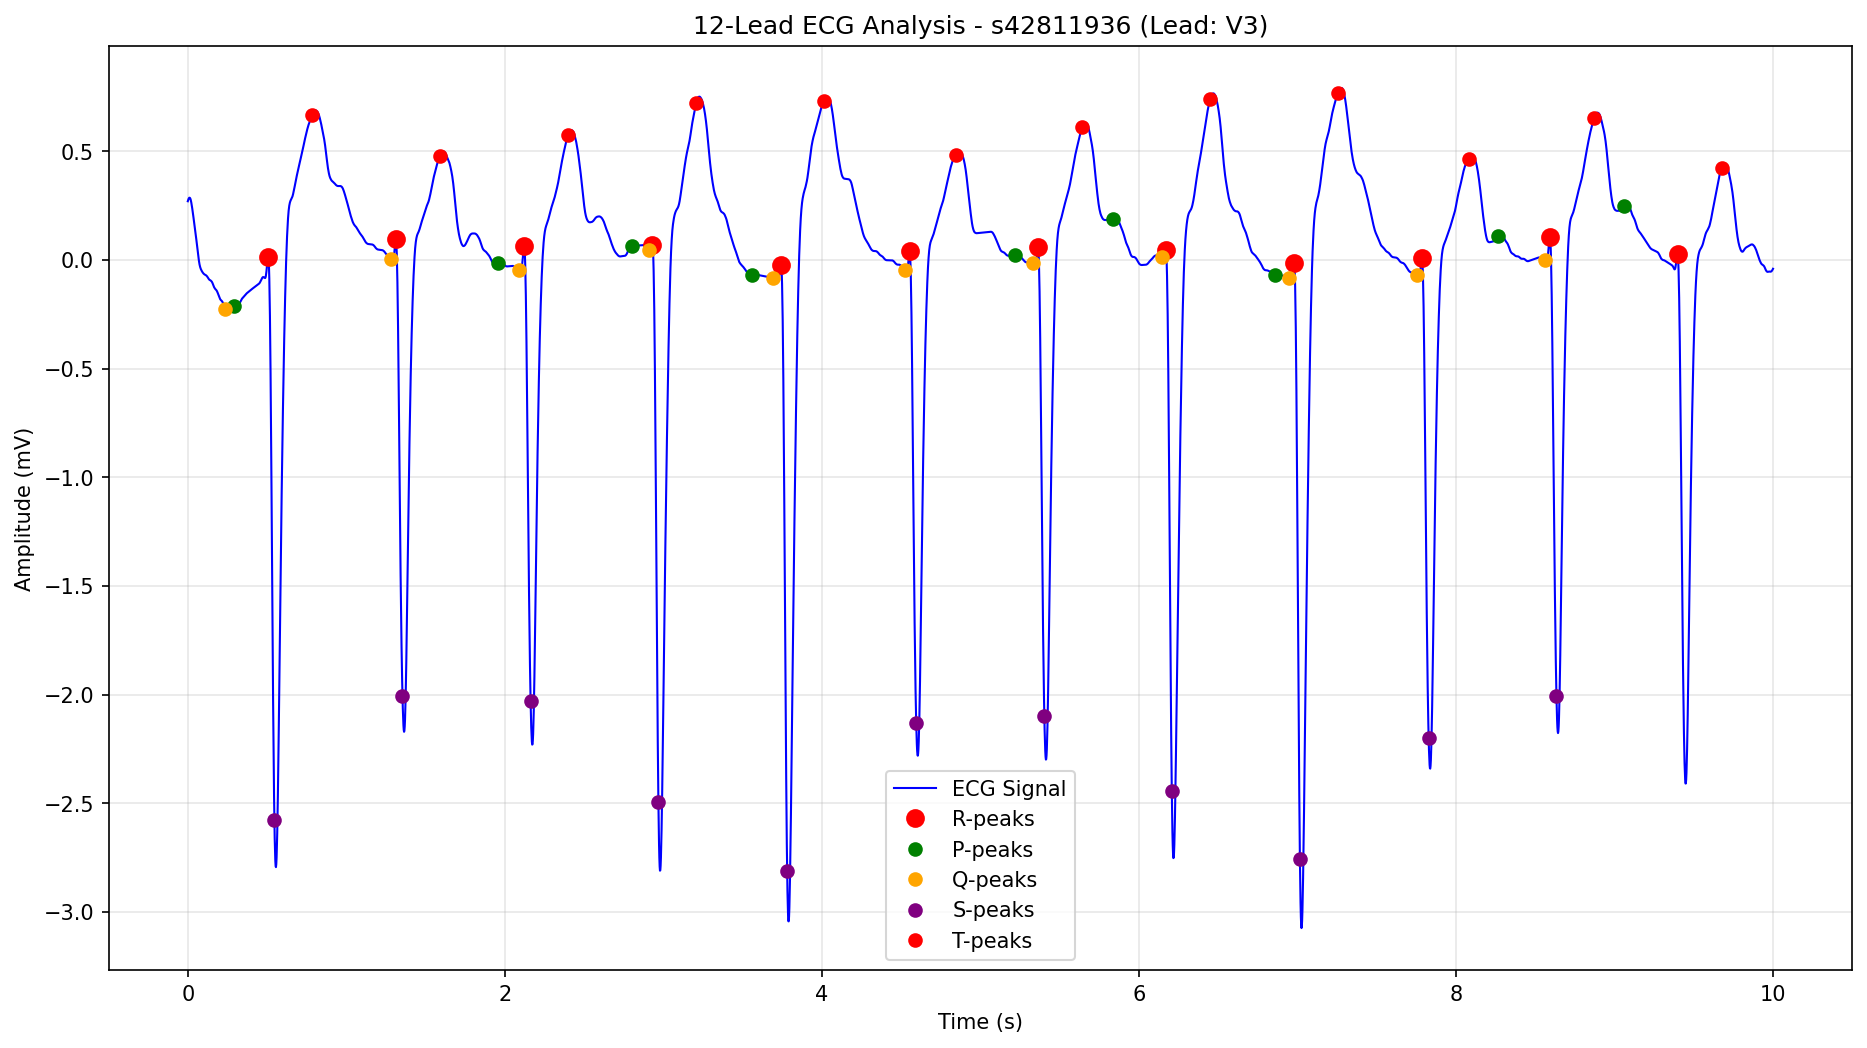 12-Lead ECG Analysis - s42811936 (Lead: V3)
Amplitude (mV)
0.5
0.0
−0.5
−1.0
−1.5
−2.0
−2.5
−3.0
ECG Signal
R-peaks
P-peaks
Q-peaks
S-peaks
T-peaks
0 2 4 6 8 10
Time (s)